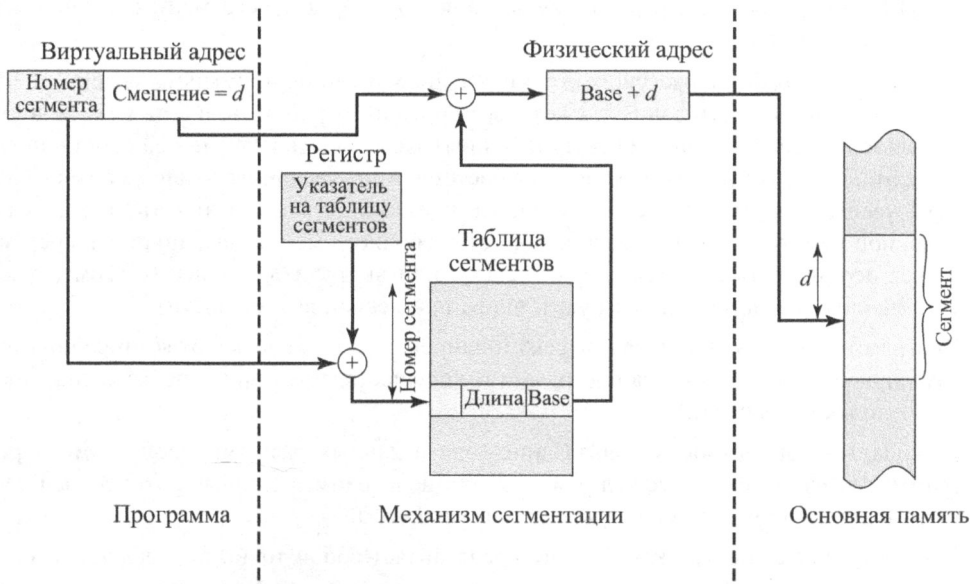 Виртуальный адрес
Номер
сегмента
Смещение = d
Физический адрес
Base + d
Регистр
Указатель
на таблицу
сегментов
Таблица
сегментов
Номер сегмента
Длина
Base
d
Сегмент
Программа
Механизм сегментации
Основная память